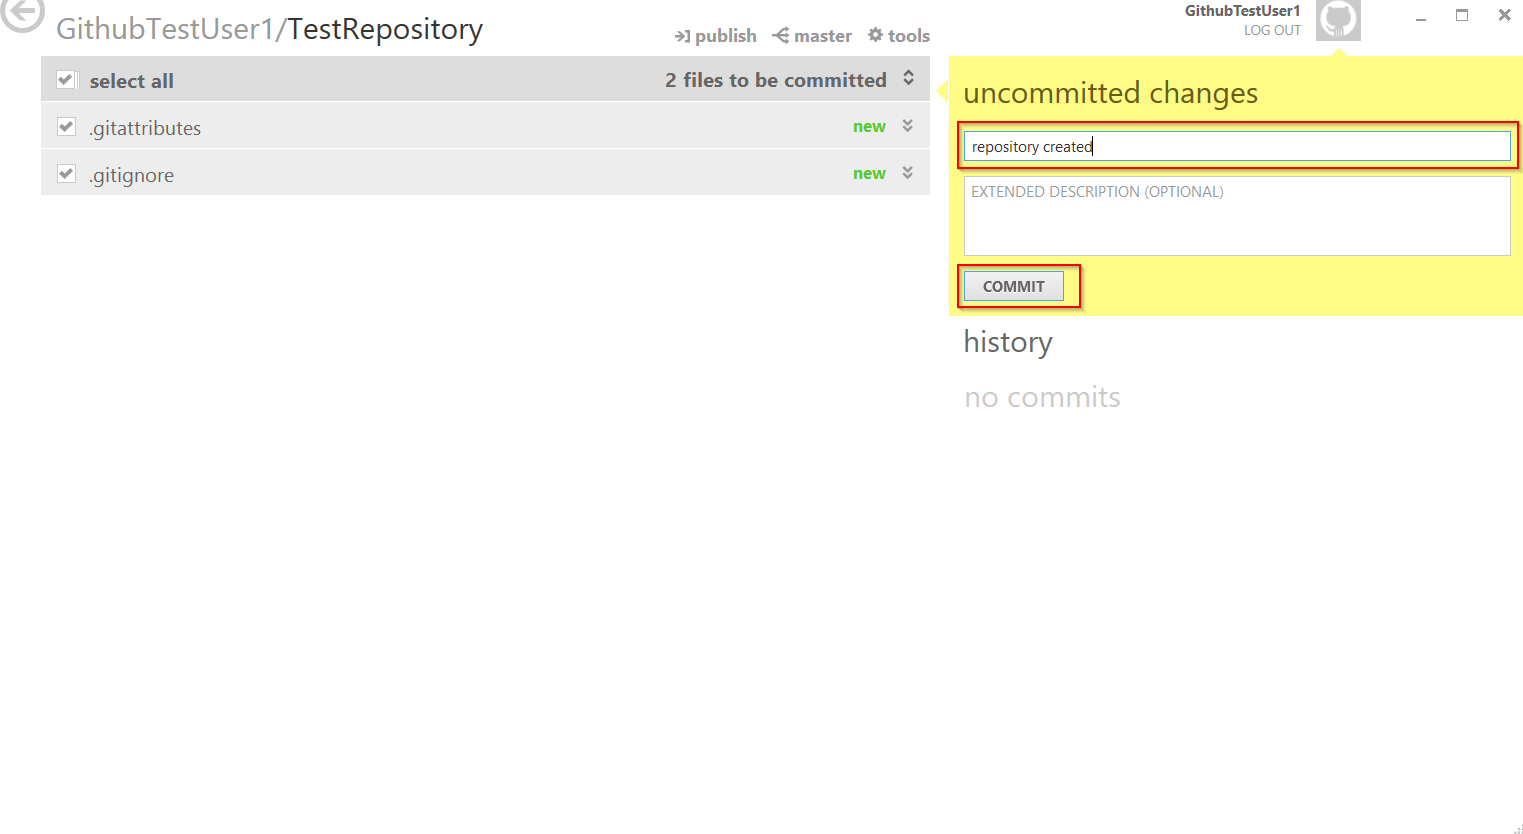 GithubTestUser1/TestRepository
publish master tools
GithubTestUser1
LOG OUT
select all 2 files to be committed
.gitattributes new
.gitignore new
uncommitted changes
repository created
EXTENDED DESCRIPTION (OPTIONAL)
COMMIT
history
no commits